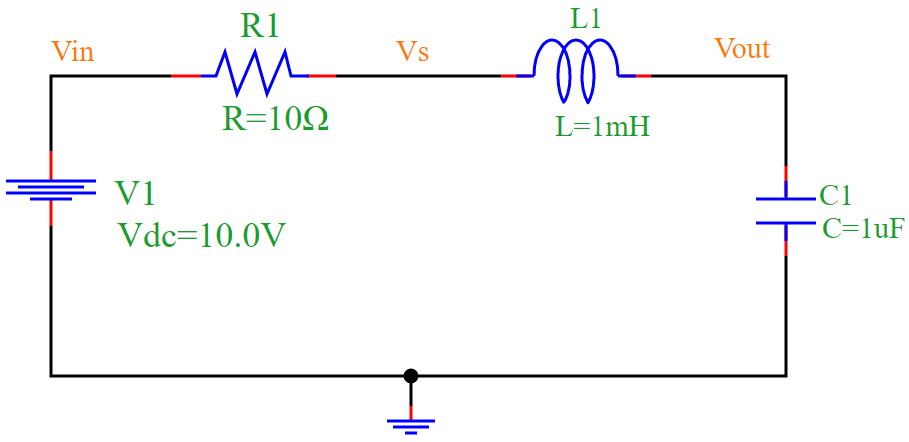 R1
L1
Vin
Vs
Vout
R=10Ω
L=1mH
V1
C1
Vdc=10.0V
C=1uF